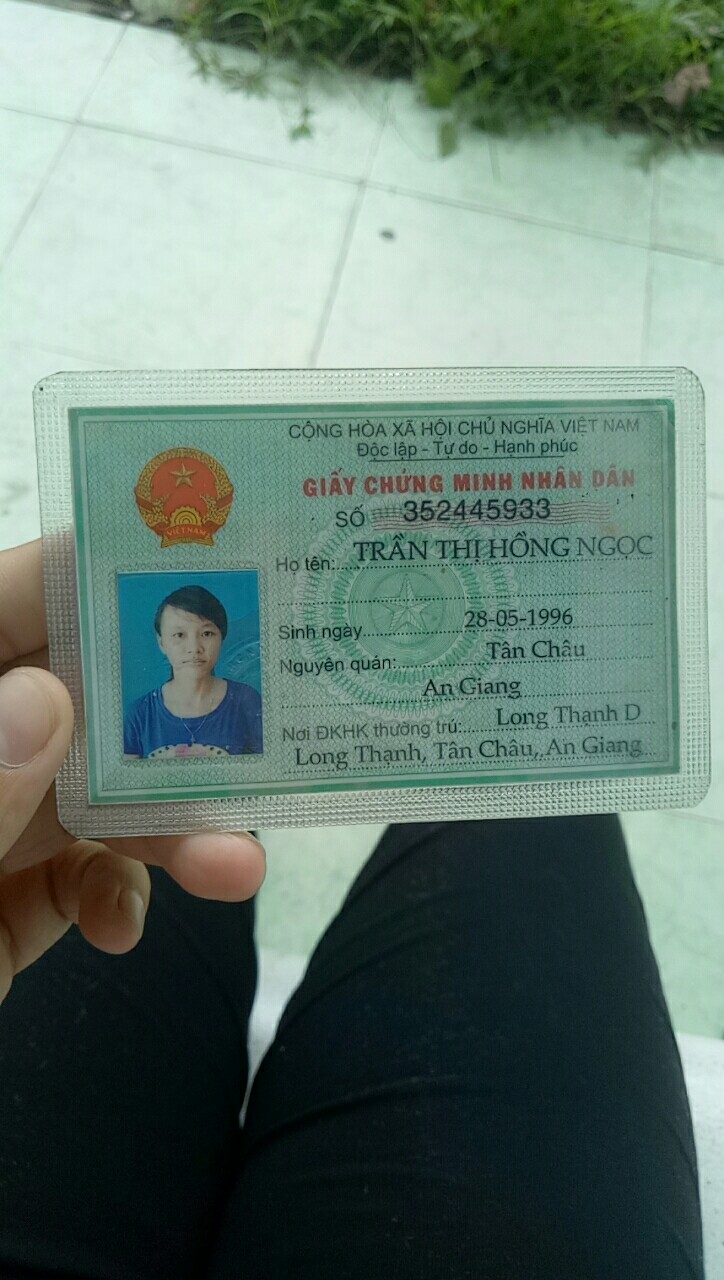 CỘNG HÒA XÃ HỘI CHỦ NGHĨA VIỆT NAM
Độc lập - Tự do - Hạnh phúc
GIẤY CHỨNG MINH NHÂN DÂN
SỐ 352445933
Họ tên: TRẦN THỊ HỒNG NGỌC
Sinh ngày 28-05-1996
Nguyên quán: Tân Châu
An Giang
Nơi ĐKHK thường trú: Long Thạnh D
Long Thạnh, Tân Châu, An Giang
VIỆT NAM